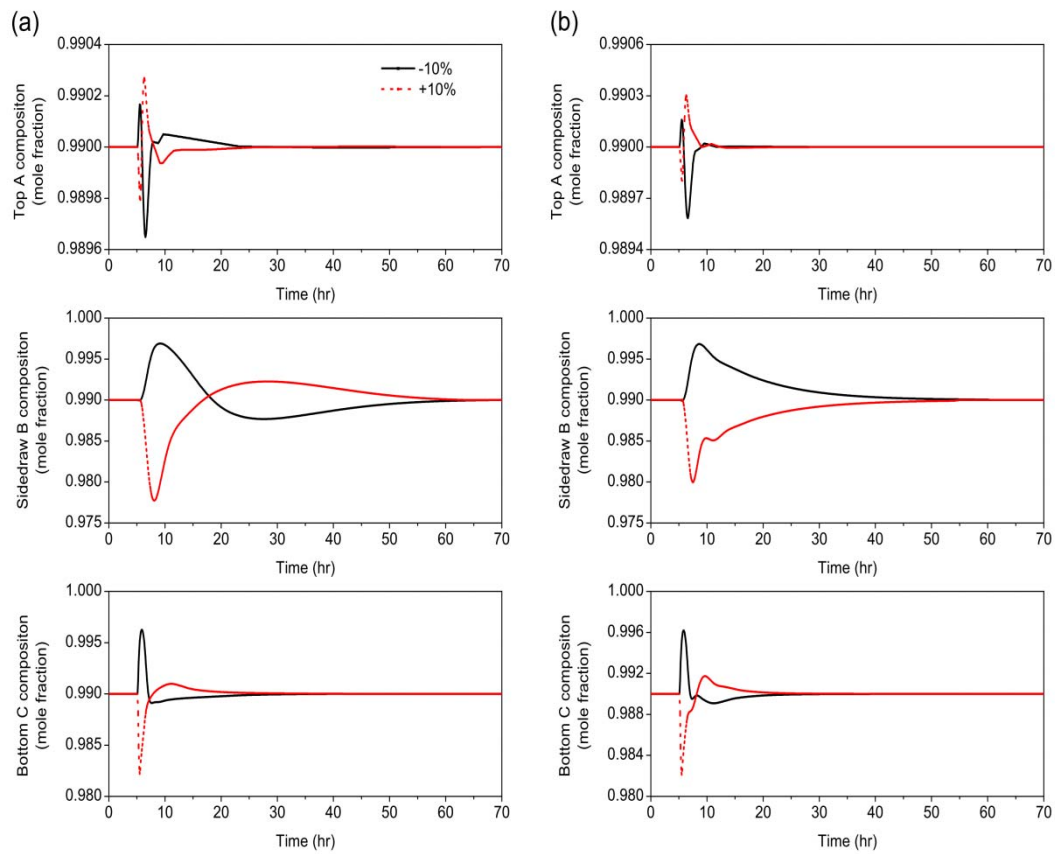 (a)
0.9904
0.9902
0.9900
0.9898
0.9896
Top A compositon
(mole fraction)
-10%
+10%
0 10 20 30 40 50 60 70
Time (hr)
1.000
0.995
0.990
0.985
0.980
0.975
Sidedraw B compositon
(mole fraction)
0 10 20 30 40 50 60 70
Time (hr)
1.000
0.995
0.990
0.985
0.980
Bottom C compositon
(mole fraction)
0 10 20 30 40 50 60 70
Time (hr)
(b)
0.9906
0.9903
0.9900
0.9897
0.9894
Top A compositon
(mole fraction)
0 10 20 30 40 50 60 70
Time (hr)
1.000
0.995
0.990
0.985
0.980
0.975
Sidedraw B compositon
(mole fraction)
0 10 20 30 40 50 60 70
Time (hr)
1.000
0.996
0.992
0.988
0.984
0.980
Bottom C compositon
(mole fraction)
0 10 20 30 40 50 60 70
Time (hr)